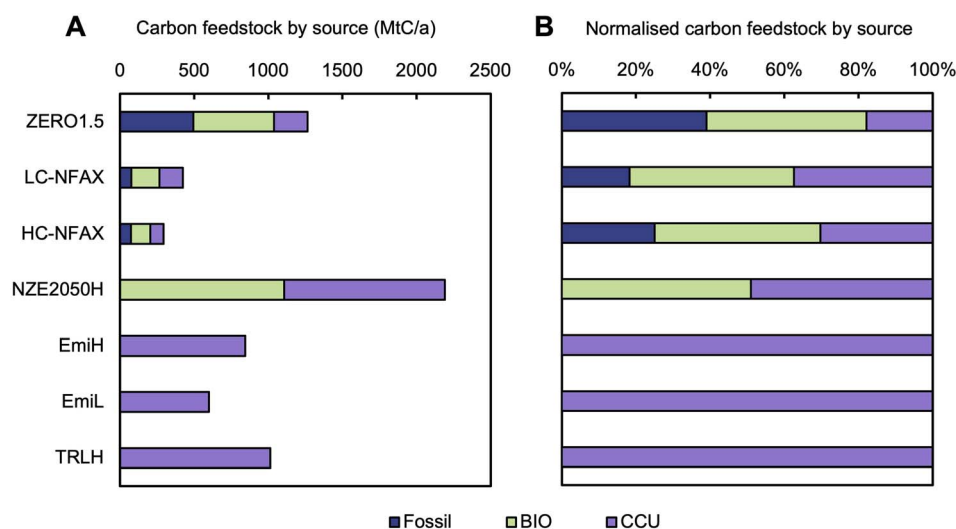 A Carbon feedstock by source (MtC/a)
0 500 1000 1500 2000 2500
ZERO1.5
LC-NFAX
HC-NFAX
NZE2050H
EmiH
EmiL
TRLH
B Normalised carbon feedstock by source
0% 20% 40% 60% 80% 100%
Fossil BIO CCU